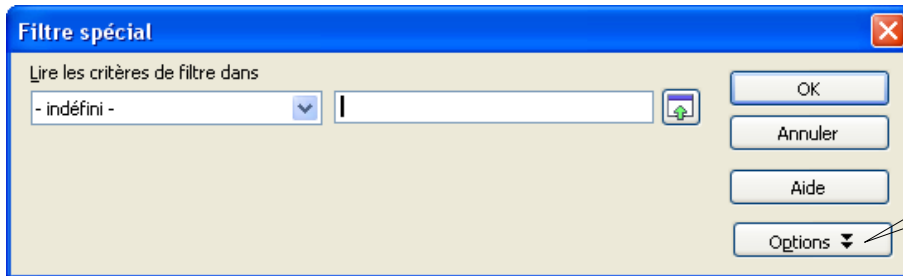 Filtre spécial
Lire les critères de filtre dans
- indéfini -
OK
Annuler
Aide
Options